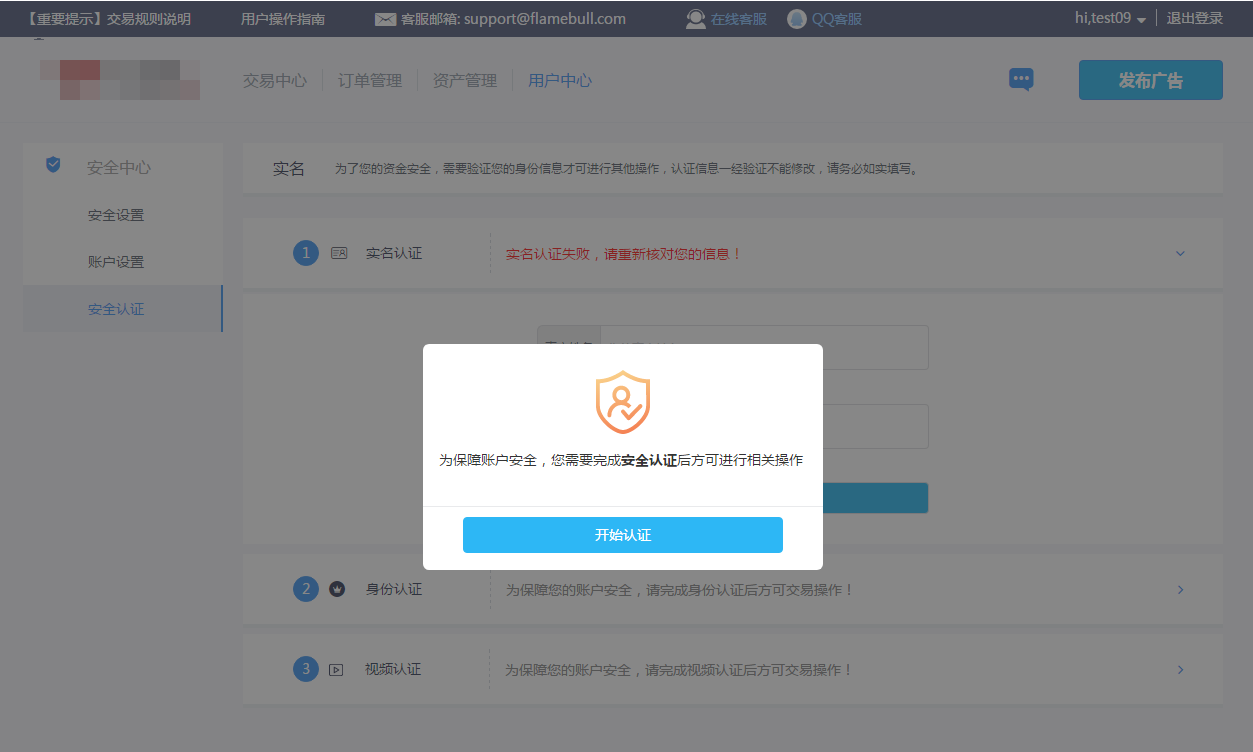 【重要提示】交易规则说明 用户操作指南 客服邮箱: support@flamebull.com 在线客服 QQ客服 hi,test09 退出登录
交易中心 订单管理 资产管理 用户中心 发布广告
安全中心
安全设置
账户设置
安全认证
实名 为了您的资金安全，需要验证您的身份信息才可进行其他操作，认证信息一经验证不能修改，请务必如实填写。
1 实名认证 实名认证失败，请重新核对您的信息！
为保障账户安全，您需要完成安全认证后方可进行相关操作
开始认证
2 身份认证 为保障您的账户安全，请完成身份认证后方可交易操作！
3 视频认证 为保障您的账户安全，请完成视频认证后方可交易操作！